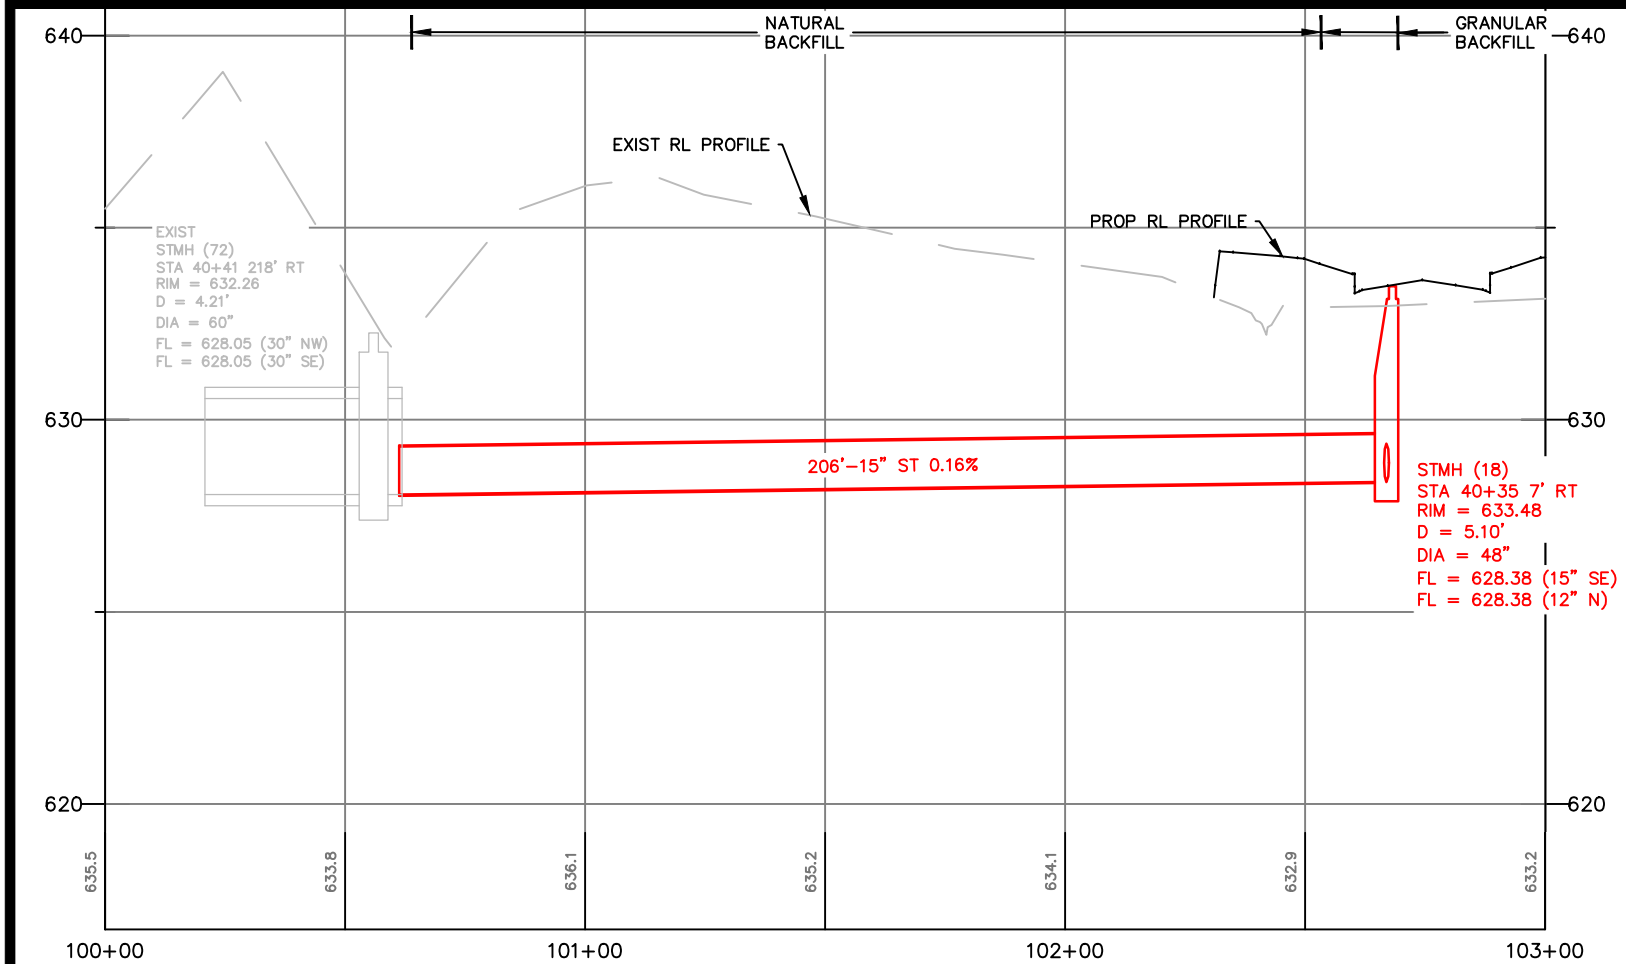 NATURAL
BACKFILL
GRANULAR
BACKFILL
640
640
EXIST RL PROFILE
PROP RL PROFILE
EXIST
STMH (72)
STA 40+41 218' RT
RIM = 632.26
D = 4.21'
DIA = 60"
FL = 628.05 (30" NW)
FL = 628.05 (30" SE)
630
630
206'-15" ST 0.16%
STMH (18)
STA 40+35 7' RT
RIM = 633.48
D = 5.10'
DIA = 48"
FL = 628.38 (15" SE)
FL = 628.38 (12" N)
620
620
635.5
633.8
636.1
635.2
634.1
632.9
633.2
100+00
101+00
102+00
103+00